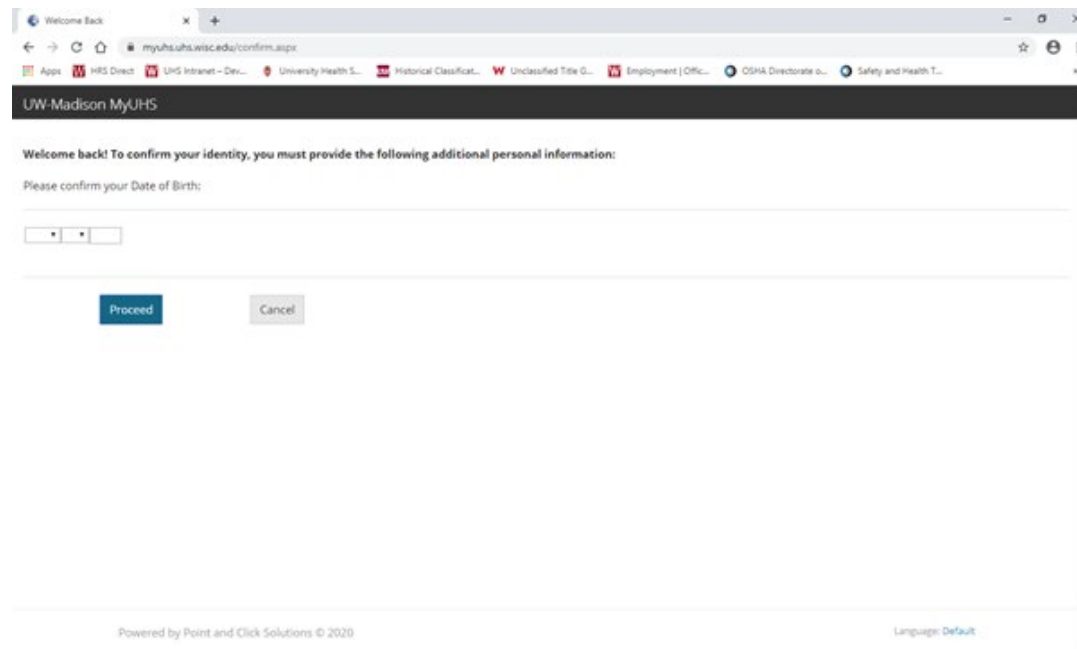 Welcome Back
myuhs.uhs.wisc.edu/confirm.aspx
Apps HRS Direct UHS Intranet – Dev... University Health S... Historical Classificat... Unclassified Title G... Employment | Offic... OSHA Directorate o... Safety and Health T...
UW-Madison MyUHS
Welcome back! To confirm your identity, you must provide the following additional personal information:
Please confirm your Date of Birth:
Proceed Cancel
Powered by Point and Click Solutions © 2020 Language: Default